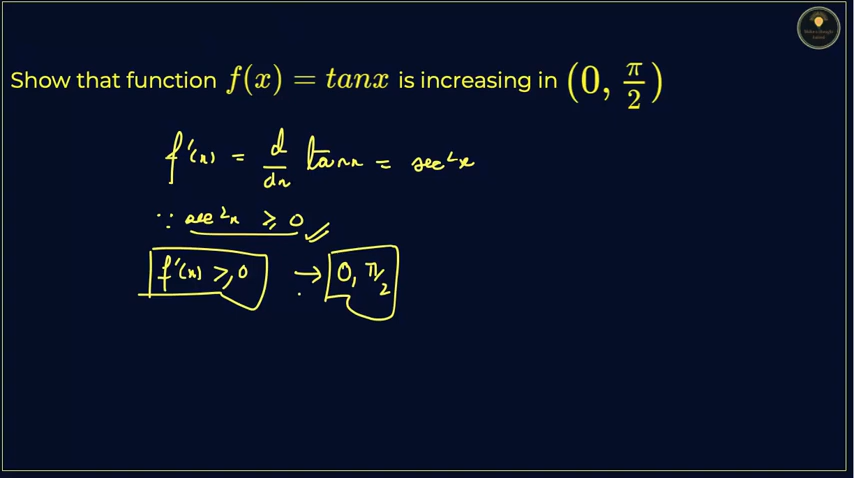 Show that function f(x) = tanx is increasing in (0, π/2)
f'(x) = d/dx tanx = sec²x
∵ sec²x ≥ 0
f'(x) ≥ 0 → 0, π/2